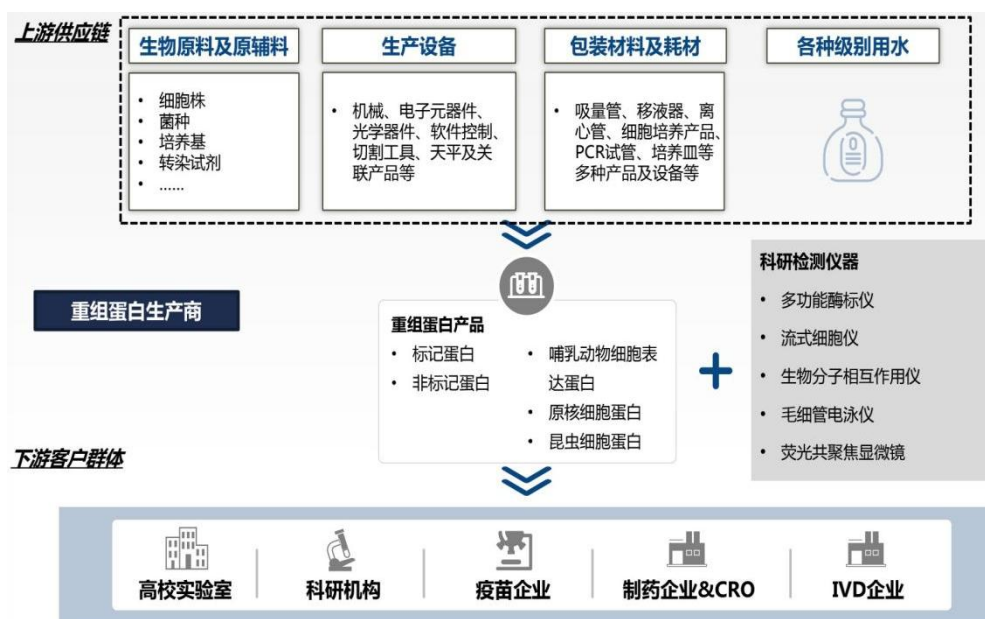 上游供应链
生物原料及原辅料
• 细胞株
• 菌种
• 培养基
• 转染试剂
• ......
生产设备
• 机械、电子元器件、
光学器件、软件控制、
切割工具、天平及关
联产品等
包装材料及耗材
• 吸量管、移液器、离
心管、细胞培养产品、
PCR试管、培养皿等
多种产品及设备等
各种级别用水
重组蛋白生产商
重组蛋白产品
• 标记蛋白
• 非标记蛋白
• 哺乳动物细胞表
达蛋白
• 原核细胞蛋白
• 昆虫细胞蛋白
科研检测仪器
• 多功能酶标仪
• 流式细胞仪
• 生物分子相互作用仪
• 毛细管电泳仪
• 荧光共聚焦显微镜
下游客户群体
高校实验室
科研机构
疫苗企业
制药企业&CRO
IVD企业